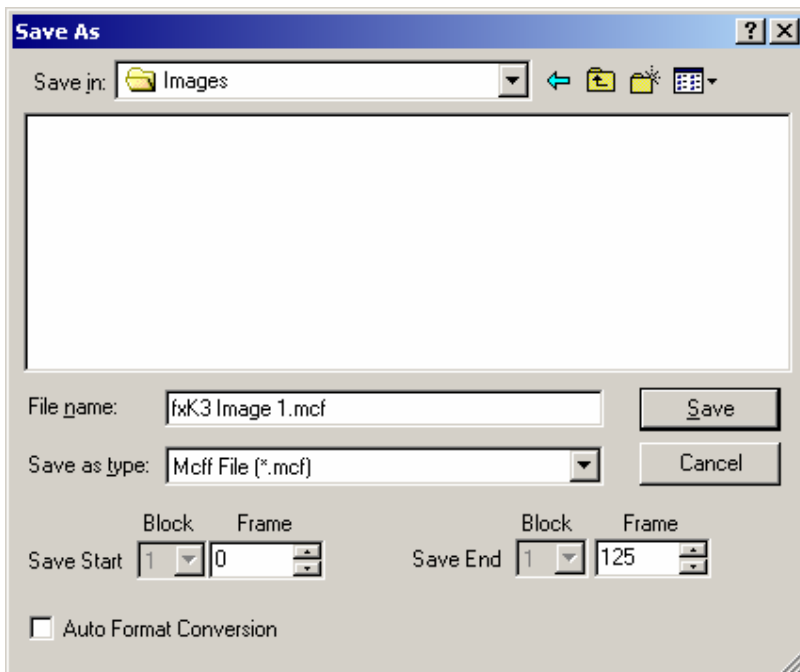 Save As
Save in: Images
File name: fxK3 Image 1.mcf Save
Save as type: Mcff File (*.mcf) Cancel
Block Frame Block Frame
Save Start 1 0 Save End 1 125
Auto Format Conversion